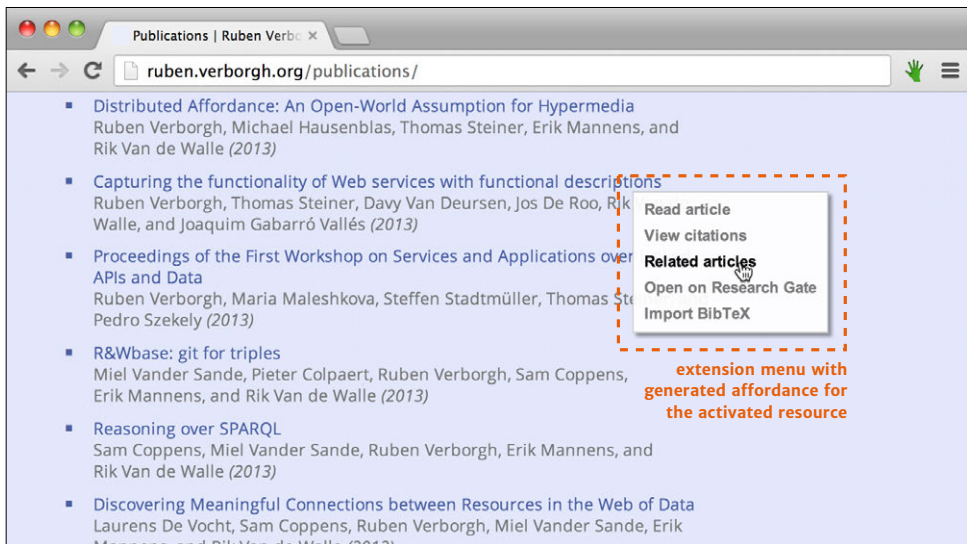 Publications | Ruben Verbo
ruben.verborgh.org/publications/
Distributed Affordance: An Open-World Assumption for Hypermedia
Ruben Verborgh, Michael Hausenblas, Thomas Steiner, Erik Mannens, and
Rik Van de Walle (2013)
Capturing the functionality of Web services with functional descriptions
Ruben Verborgh, Thomas Steiner, Davy Van Deursen, Jos De Roo, Rik
Walle, and Joaquim Gabarró Vallés (2013)
Proceedings of the First Workshop on Services and Applications over
APIs and Data
Ruben Verborgh, Maria Maleshkova, Steffen Stadtmüller, Thomas
Pedro Szekely (2013)
R&Wbase: git for triples
Miel Vander Sande, Pieter Colpaert, Ruben Verborgh, Sam Coppens,
Erik Mannens, and Rik Van de Walle (2013)
Reasoning over SPARQL
Sam Coppens, Miel Vander Sande, Ruben Verborgh, Erik Mannens, and
Rik Van de Walle (2013)
Discovering Meaningful Connections between Resources in the Web of Data
Laurens De Vocht, Sam Coppens, Ruben Verborgh, Miel Vander Sande, Erik
Read article
View citations
Related articles
Open on Research Gate
Import BibTeX
extension menu with
generated affordance for
the activated resource